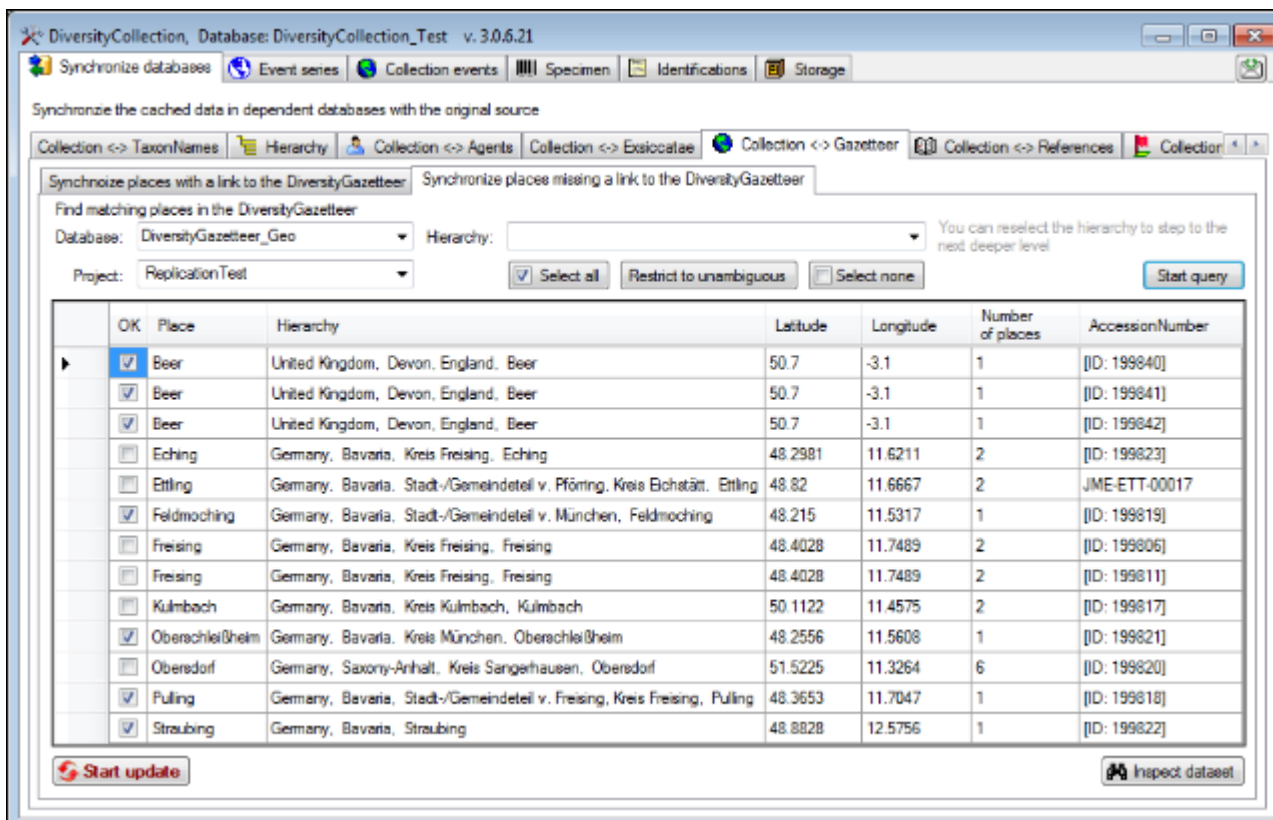 DiversityCollection, Database: DiversityCollection_Test v. 3.0.6.21
Synchronize databases Event series Collection events Specimen Identifications Storage
Synchronzie the cached data in dependent databases with the original source
Collection <-> TaxonNames Hierarchy Collection <-> Agents Collection <-> Exsiccatae Collection <-> Gazetteer Collection <-> References Collection
Synchnoize places with a link to the DiversityGazetteer Synchronize places missing a link to the DiversityGazetteer
Find matching places in the DiversityGazetteer
Database: DiversityGazetteer_Geo Hierarchy: You can reselect the hierarchy to step to the
next deeper level
Project: ReplicationTest Select all Restrict to unambiguous Select none Start query
OK Place Hierarchy Latitude Longitude Number of places AccessionNumber
Beer United Kingdom, Devon, England, Beer 50.7 -3.1 1 [ID: 199840]
Beer United Kingdom, Devon, England, Beer 50.7 -3.1 1 [ID: 199841]
Beer United Kingdom, Devon, England, Beer 50.7 -3.1 1 [ID: 199842]
Eching Germany, Bavaria, Kreis Freising, Eching 48.2981 11.6211 2 [ID: 199823]
Ettling Germany, Bavaria, Stadt-/Gemeindeteil v. Pförring, Kreis Eichstätt, Ettling 48.82 11.6667 2 JME-ETT-00017
Feldmoching Germany, Bavaria, Stadt-/Gemeindeteil v. München, Feldmoching 48.215 11.5317 1 [ID: 199819]
Freising Germany, Bavaria, Kreis Freising, Freising 48.4028 11.7489 2 [ID: 199806]
Freising Germany, Bavaria, Kreis Freising, Freising 48.4028 11.7489 2 [ID: 199811]
Kulmbach Germany, Bavaria, Kreis Kulmbach, Kulmbach 50.1122 11.4575 2 [ID: 199817]
Oberschleißheim Germany, Bavaria, Kreis München, Oberschleißheim 48.2556 11.5608 1 [ID: 199821]
Obersdorf Germany, Saxony-Anhalt, Kreis Sangerhausen, Obersdorf 51.5225 11.3264 6 [ID: 199820]
Pulling Germany, Bavaria, Stadt-/Gemeindeteil v. Freising, Kreis Freising, Pulling 48.3653 11.7047 1 [ID: 199818]
Straubing Germany, Bavaria, Straubing 48.8828 12.5756 1 [ID: 199822]
Start update Inspect dataset